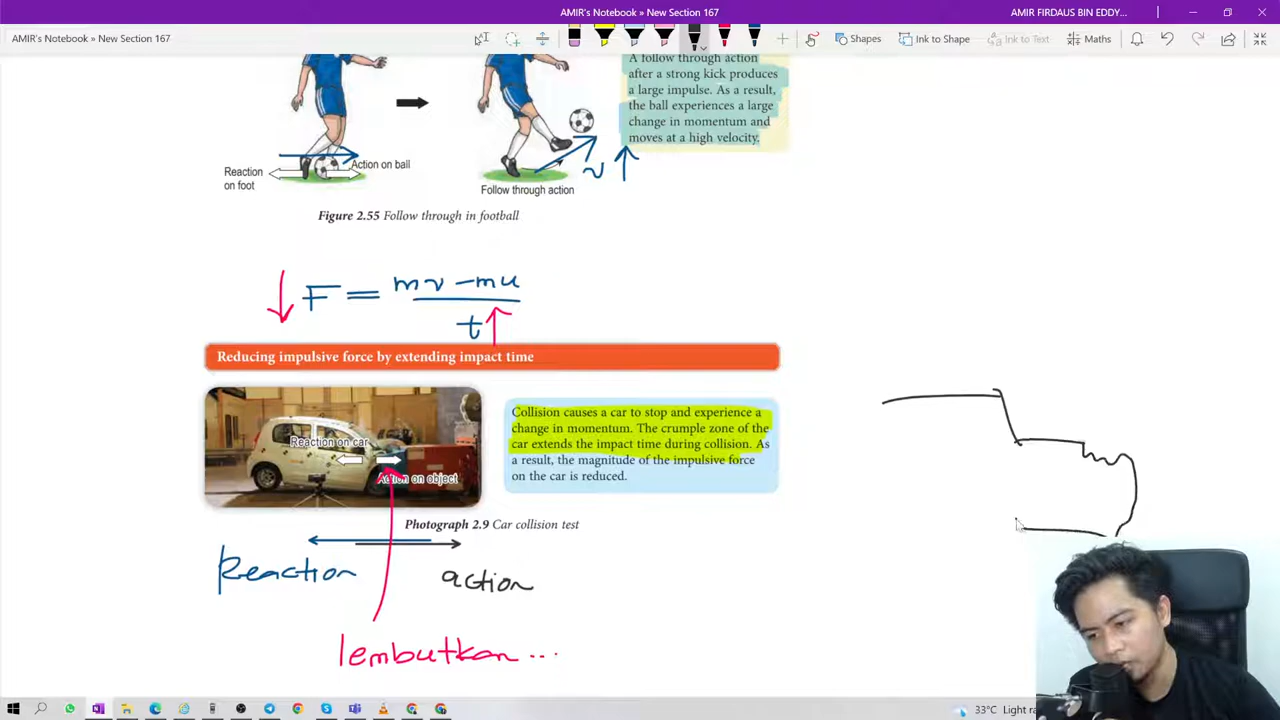 AMIR's Notebook » New Section 167
AMIR FIRDAUS BIN EDDY...
AMIR's Notebook » New Section 167
Shapes
Ink to Shape
Ink to Text
Maths
A follow through action
after a strong kick produces
a large impulse. As a result,
the ball experiences a large
change in momentum and
moves at a high velocity.
Reaction
on foot
Action on ball
Follow through action
v
Figure 2.55 Follow through in football
F = mv - mu
t
Reducing impulsive force by extending impact time
Reaction on car
Action on object
Collision causes a car to stop and experience a
change in momentum. The crumple zone of the
car extends the impact time during collision. As
a result, the magnitude of the impulsive force
on the car is reduced.
Photograph 2.9 Car collision test
Reaction
action
lembutkan ...
33°C Light ra